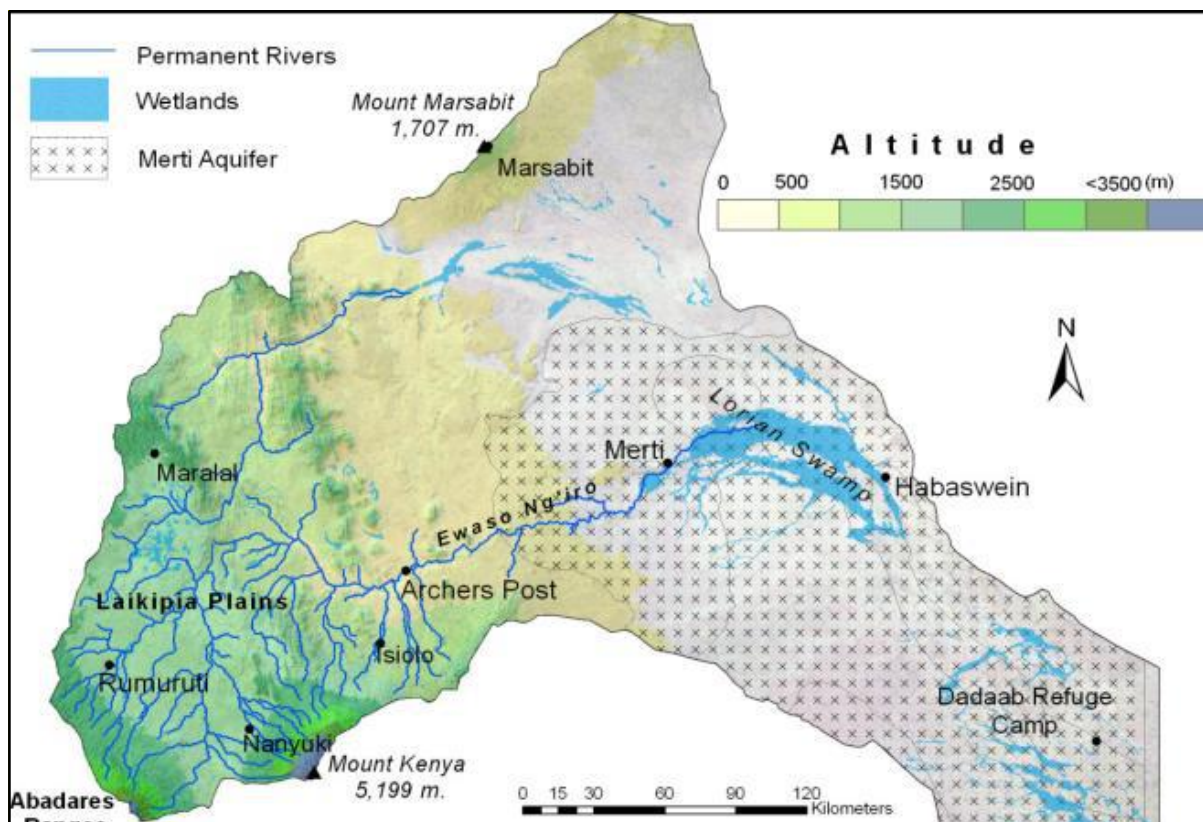 Permanent Rivers
Wetlands
Merti Aquifer
Mount Marsabit
1,707 m.
Marsabit
Altitude
0 500 1500 2500 <3500 (m)
N
Lorian Swamp
Merti
Habaswein
Maralal
Ewaso Ng'iro
Archers Post
Laikipia Plains
Isiolo
Rumuruti
Dadaab Refuge
Camp
Nanyuki
Mount Kenya
5,199 m.
0 15 30 60 90 120
Kilometers
Abadares